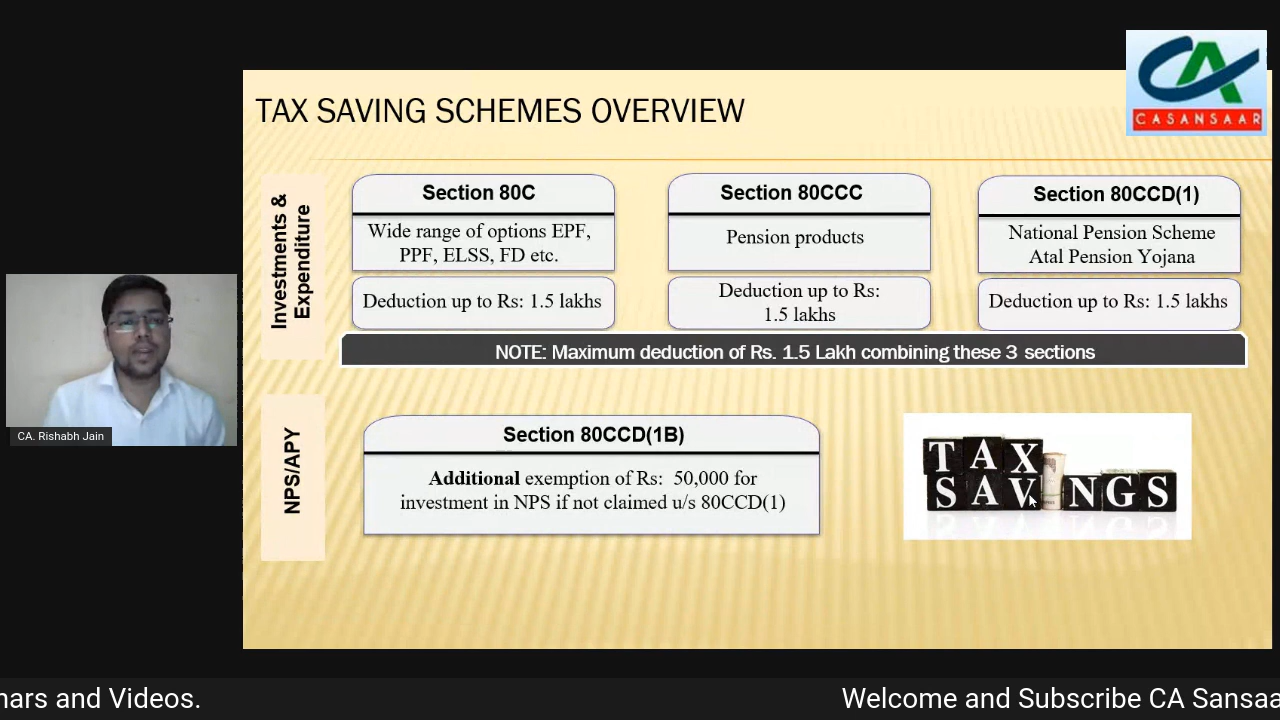 CASANSAAR
TAX SAVING SCHEMES OVERVIEW
Investments &
Expenditure
Section 80C
Wide range of options EPF,
PPF, ELSS, FD etc.
Deduction up to Rs: 1.5 lakhs
Section 80CCC
Pension products
Deduction up to Rs:
1.5 lakhs
Section 80CCD(1)
National Pension Scheme
Atal Pension Yojana
Deduction up to Rs: 1.5 lakhs
NOTE: Maximum deduction of Rs. 1.5 Lakh combining these 3 sections
NPS/APY
Section 80CCD(1B)
Additional exemption of Rs: 50,000 for
investment in NPS if not claimed u/s 80CCD(1)
TAX
SAV NGS
CA. Rishabh Jain
and Videos. Welcome and Subscribe CA